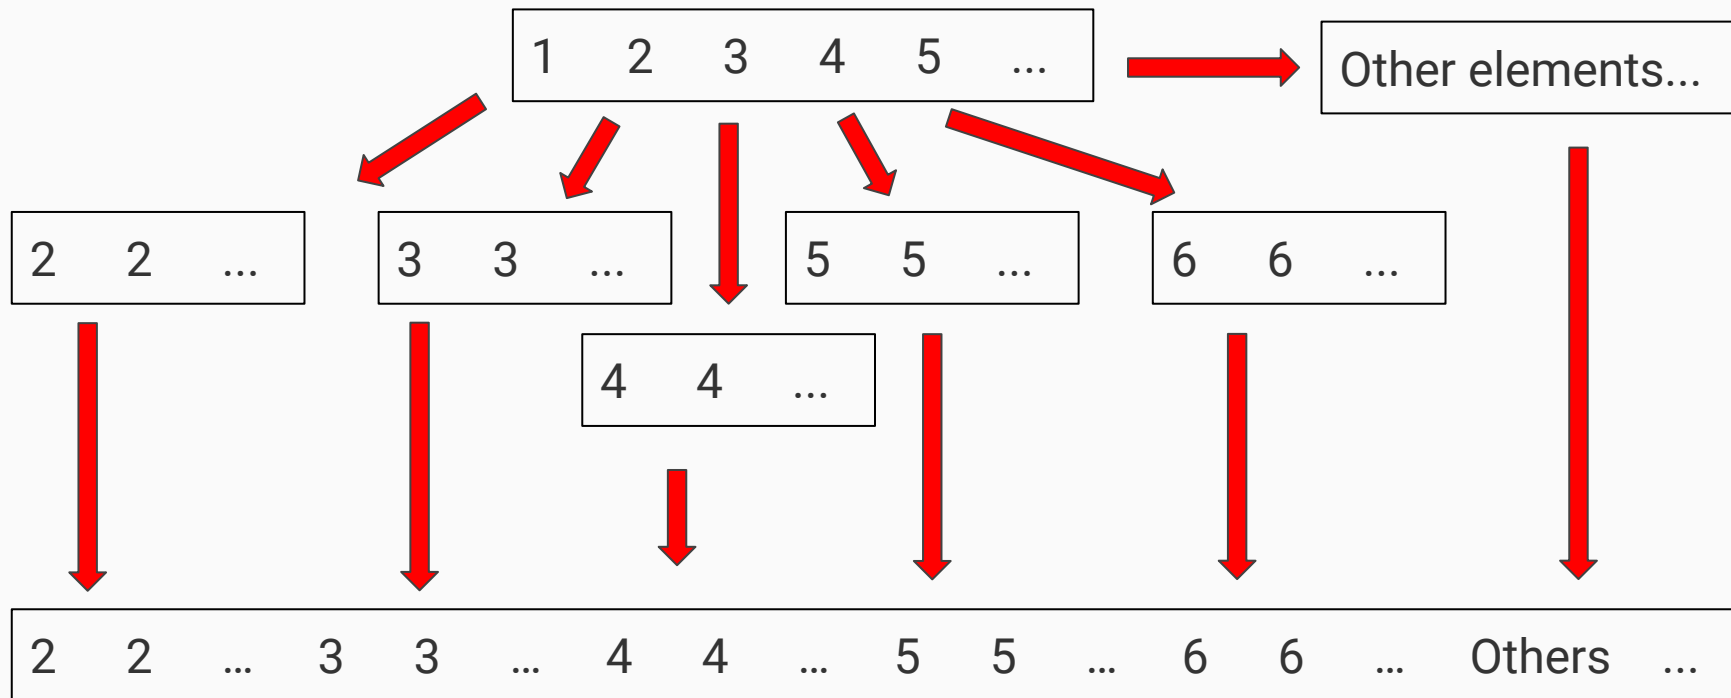 1 2 3 4 5 ...
Other elements...
2 2 ...
3 3 ...
5 5 ...
6 6 ...
4 4 ...
2 2 ... 3 3 ... 4 4 ... 5 5 ... 6 6 ... Others ...